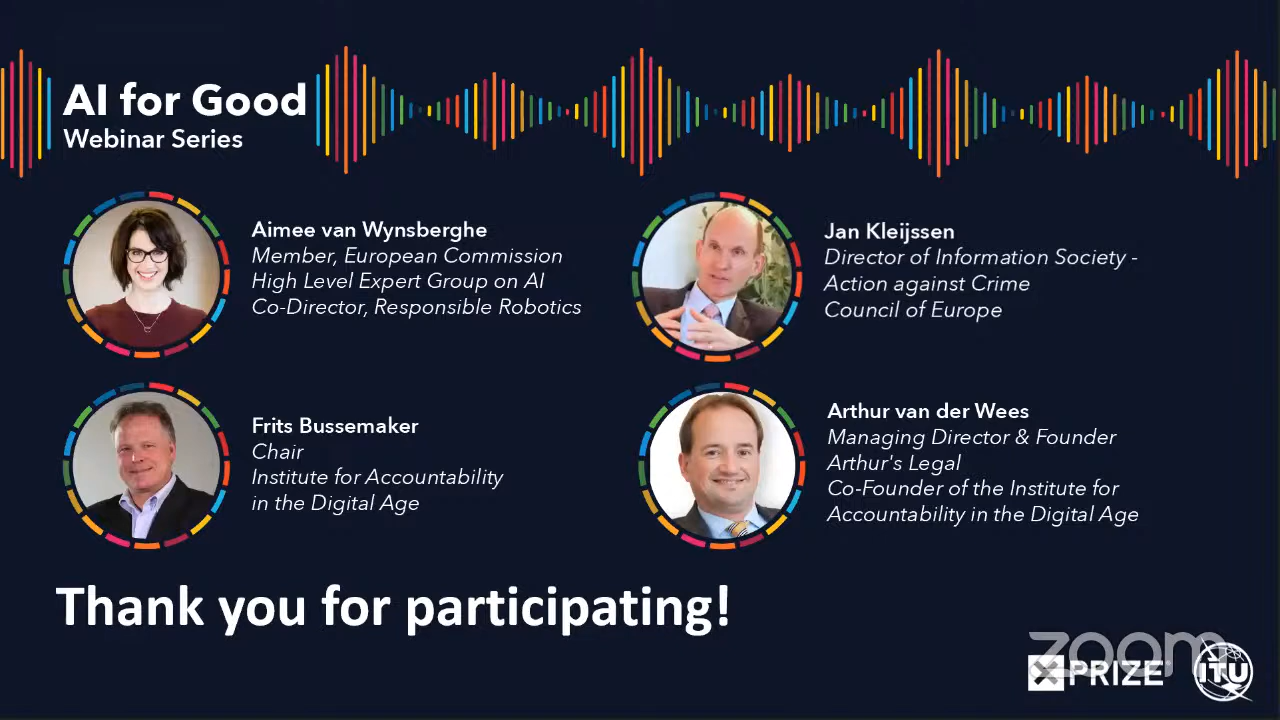 AI for Good
Webinar Series
Aimee van Wynsberghe
Member, European Commission
High Level Expert Group on AI
Co-Director, Responsible Robotics
Jan Kleijssen
Director of Information Society -
Action against Crime
Council of Europe
Frits Bussemaker
Chair
Institute for Accountability
in the Digital Age
Arthur van der Wees
Managing Director & Founder
Arthur's Legal
Co-Founder of the Institute for
Accountability in the Digital Age
Thank you for participating!
zoom
XPRIZE
ITU